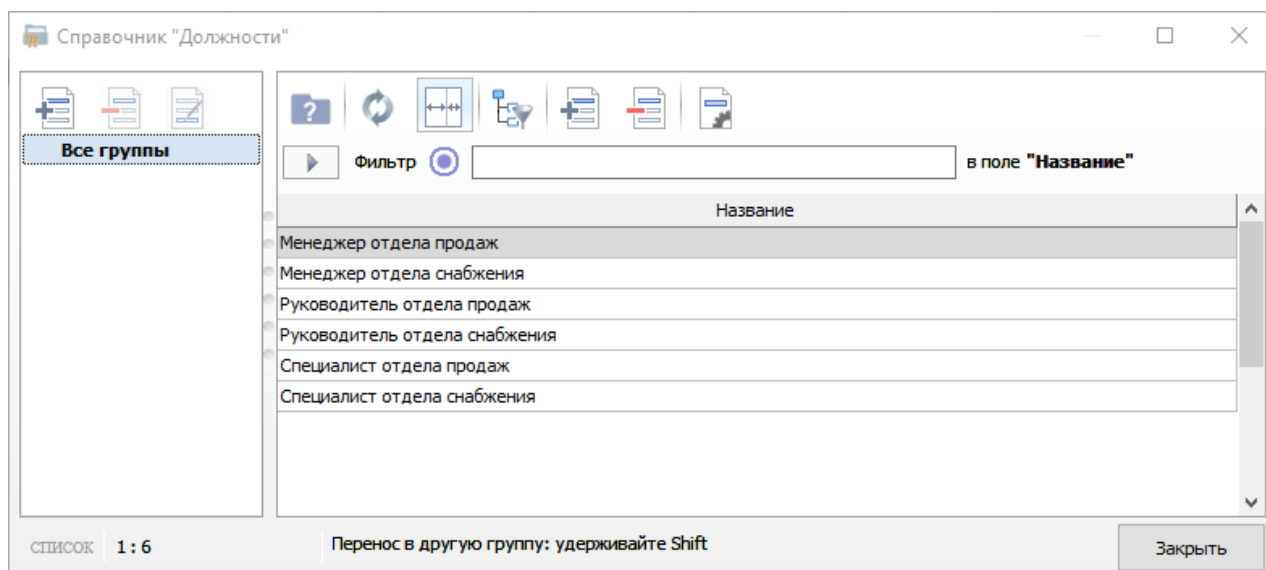 Справочник "Должности"
Все группы
Фильтр в поле "Название"
Название
Менеджер отдела продаж
Менеджер отдела снабжения
Руководитель отдела продаж
Руководитель отдела снабжения
Специалист отдела продаж
Специалист отдела снабжения
СПИСОК 1:6 Перенос в другую группу: удерживайте Shift Закрыть